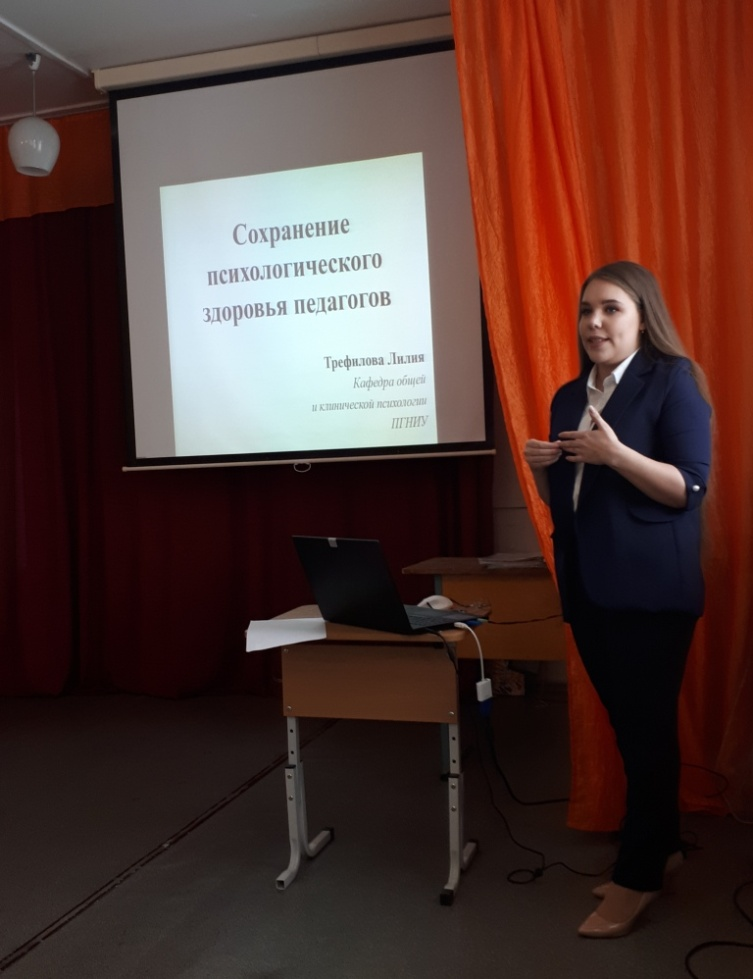 Сохранение
психологического
здоровья педагогов
Трефилова Лилия
Кафедра общей
и клинической психологии
ПГНИУ